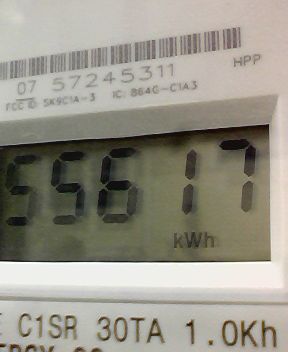 HPP
07 57245311
FCC ID: SK9C1A-3 IC: 864G-C1A3
55617
kWh
C1SR 30TA 1.0Kh